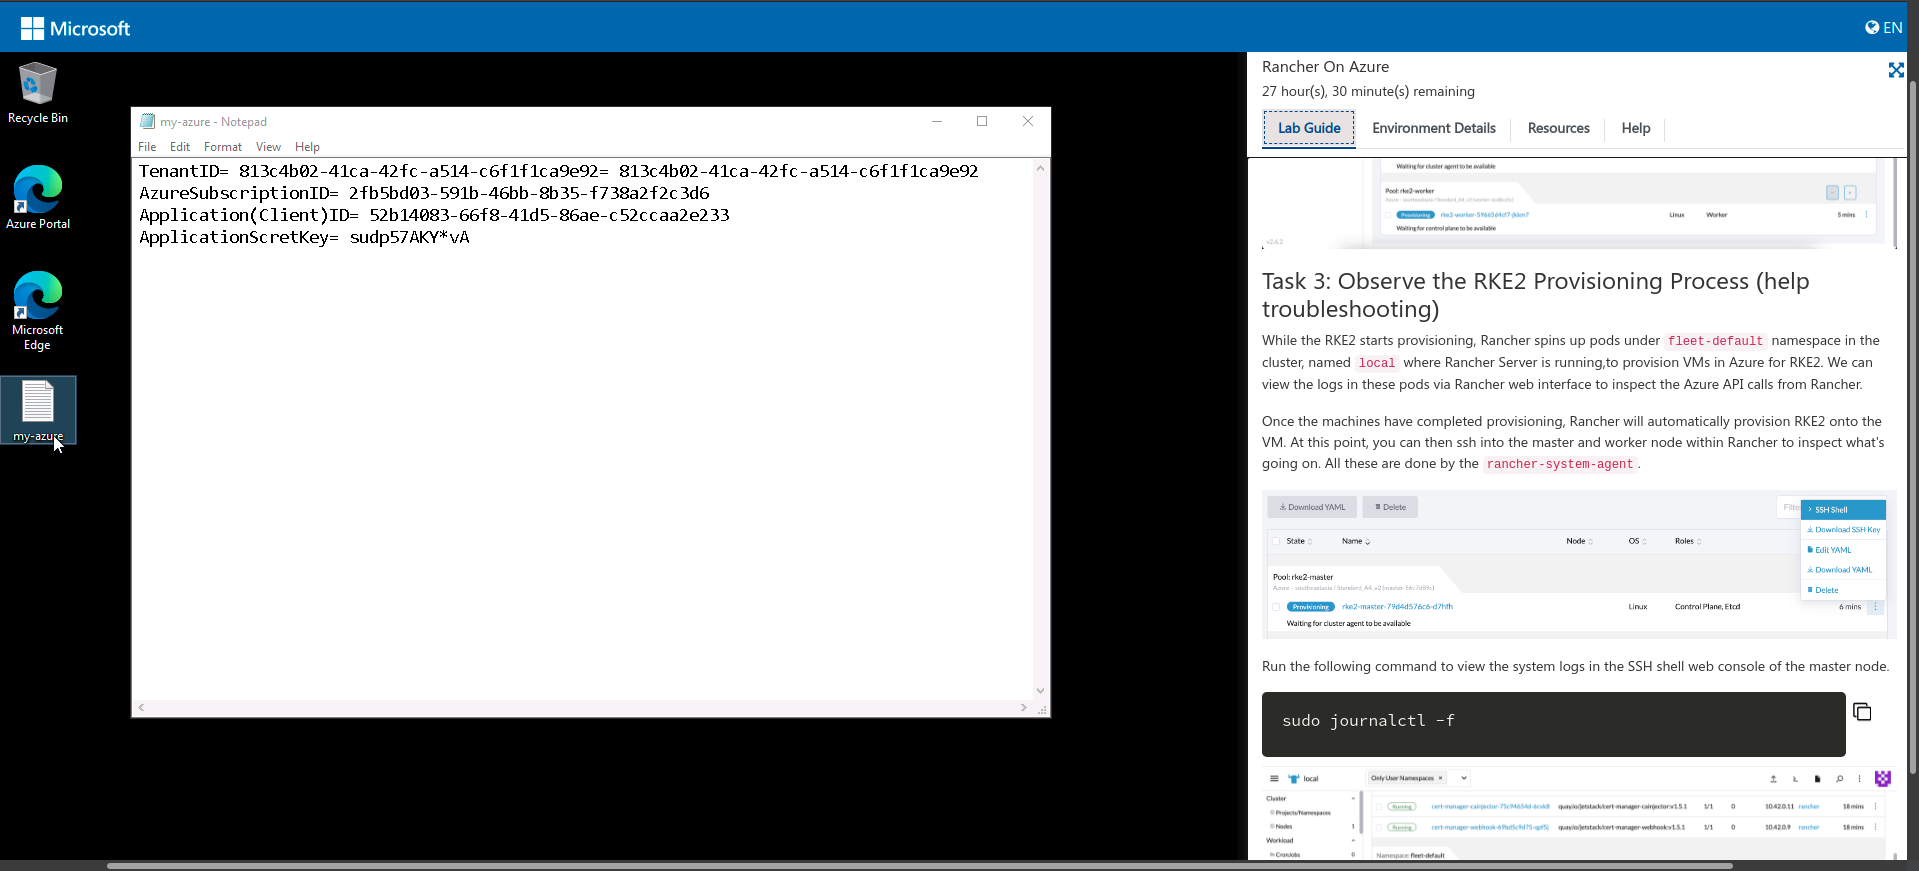 Microsoft
EN
Recycle Bin
Azure Portal
Microsoft
Edge
my-azure
my-azure - Notepad
File Edit Format View Help
TenantID= 813c4b02-41ca-42fc-a514-c6f1f1ca9e92= 813c4b02-41ca-42fc-a514-c6f1f1ca9e92
AzureSubscriptionID= 2fb5bd03-591b-46bb-8b35-f738a2f2c3d6
Application(Client)ID= 52b14083-66f8-41d5-86ae-c52ccaa2e233
ApplicationScretKey= sudp57AKY*vA
Rancher On Azure
27 hour(s), 30 minute(s) remaining
Lab Guide Environment Details Resources Help
Waiting for cluster agent to be available
Pool: rke2-worker
Provisioning rke2-worker-59665d4cf7-jkkm7 Linux Worker 5 mins
Waiting for control plane to be available
v2.6.2
Task 3: Observe the RKE2 Provisioning Process (help
troubleshooting)
While the RKE2 starts provisioning, Rancher spins up pods under fleet-default namespace in the
cluster, named local where Rancher Server is running,to provision VMs in Azure for RKE2. We can
view the logs in these pods via Rancher web interface to inspect the Azure API calls from Rancher.
Once the machines have completed provisioning, Rancher will automatically provision RKE2 onto the
VM. At this point, you can then ssh into the master and worker node within Rancher to inspect what's
going on. All these are done by the rancher-system-agent.
Download YAML Delete Filte
SSH Shell
Download SSH Key
Edit YAML
Download YAML
Delete
State Name Node OS Roles
Pool: rke2-master
Azure - southeastasia / Standard_A4_v2 (master-56c7d89c)
Provisioning rke2-master-79d4d576c6-d7hfh Linux Control Plane, Etcd 6 mins
Waiting for cluster agent to be available
Run the following command to view the system logs in the SSH shell web console of the master node.
sudo journalctl -f
local Only User Namespaces
Cluster
Projects/Namespaces
Nodes 1
Workload
CronJobs 0
Running cert-manager-cainjector-75c94654d-6cvk8 quay.io/jetstack/cert-manager-cainjector:v1.5.1 1/1 0 10.42.0.11 rancher 18 mins
Running cert-manager-webhook-69bd5c9d75-qpf5j quay.io/jetstack/cert-manager-webhook:v1.5.1 1/1 0 10.42.0.9 rancher 18 mins
Namespace: fleet-default